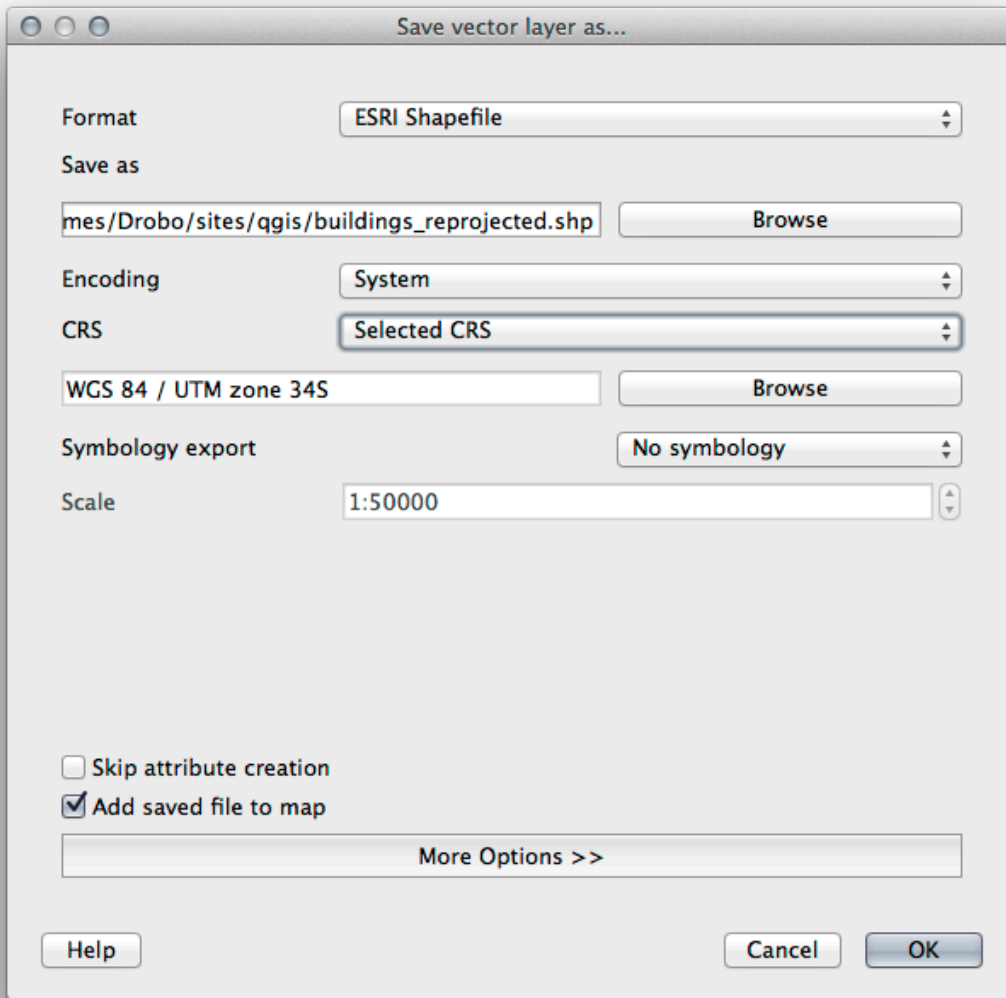 Save vector layer as...
Format ESRI Shapefile
Save as
mes/Drobo/sites/qgis/buildings_reprojected.shp Browse
Encoding System
CRS Selected CRS
WGS 84 / UTM zone 34S Browse
Symbology export No symbology
Scale 1:50000
Skip attribute creation
Add saved file to map
More Options >>
Help Cancel OK